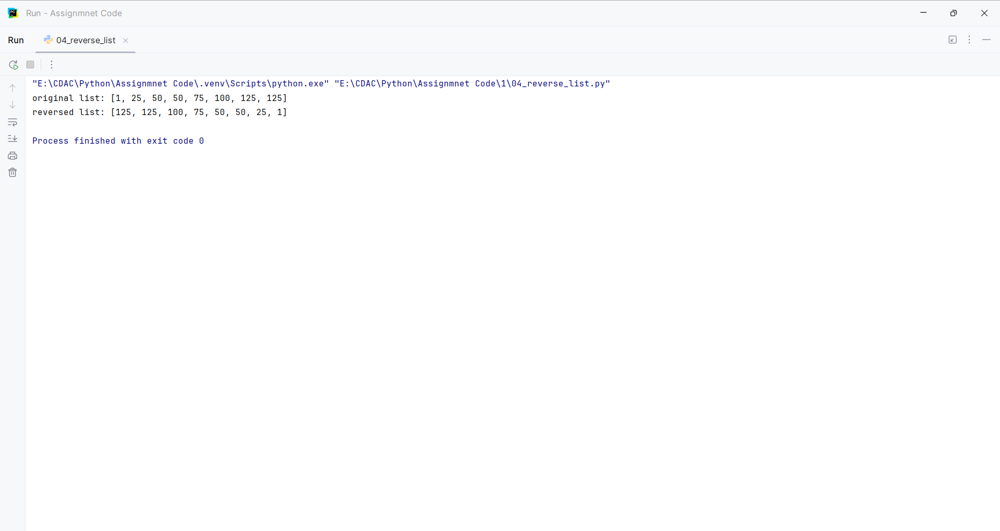 Run - Assignmnet Code
Run 04_reverse_list
"E:\CDAC\Python\Assignmnet Code\.venv\Scripts\python.exe" "E:\CDAC\Python\Assignmnet Code\1\04_reverse_list.py"
original list: [1, 25, 50, 50, 75, 100, 125, 125]
reversed list: [125, 125, 100, 75, 50, 50, 25, 1]
Process finished with exit code 0